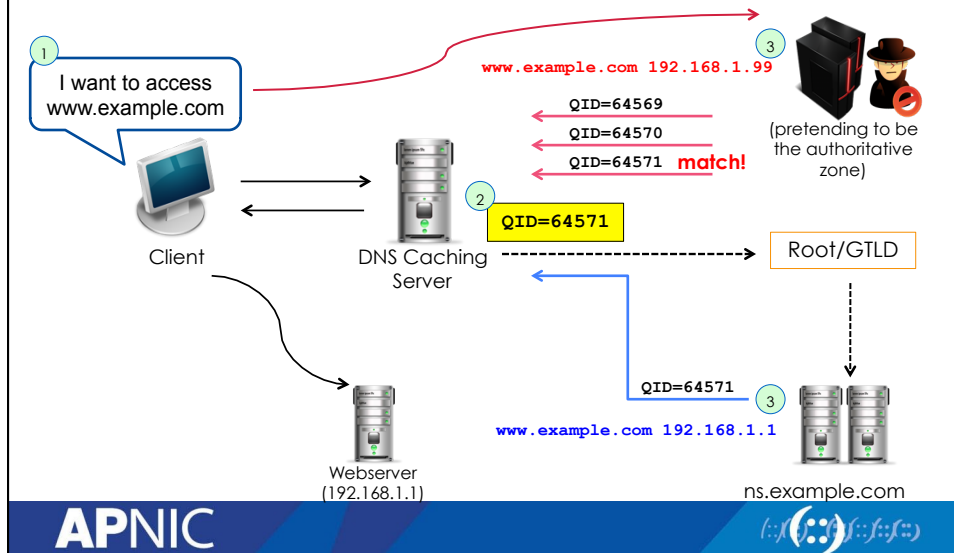 1
I want to access
www.example.com
3
www.example.com 192.168.1.99
QID=64569
QID=64570
QID=64571 match!
(pretending to be
the authoritative
zone)
2
QID=64571
Client
DNS Caching
Server
Root/GTLD
QID=64571
3
www.example.com 192.168.1.1
Webserver
(192.168.1.1)
ns.example.com
APNIC
(::)